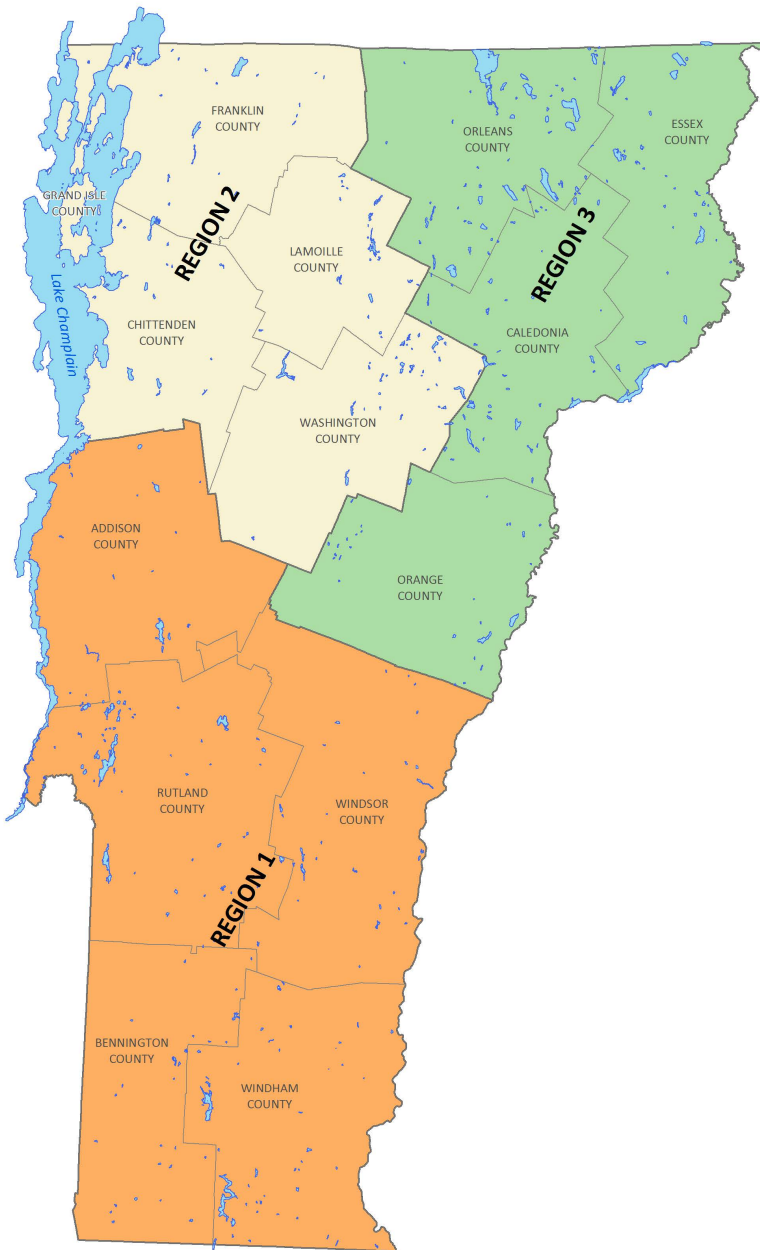 FRANKLIN
COUNTY
ORLEANS
COUNTY
ESSEX
COUNTY
GRAND ISLE
COUNTY
REGION 2
LAMOILLE
COUNTY
REGION 3
Lake Champlain
CHITTENDEN
COUNTY
CALEDONIA
COUNTY
WASHINGTON
COUNTY
ADDISON
COUNTY
ORANGE
COUNTY
RUTLAND
COUNTY
WINDSOR
COUNTY
REGION 1
BENNINGTON
COUNTY
WINDHAM
COUNTY